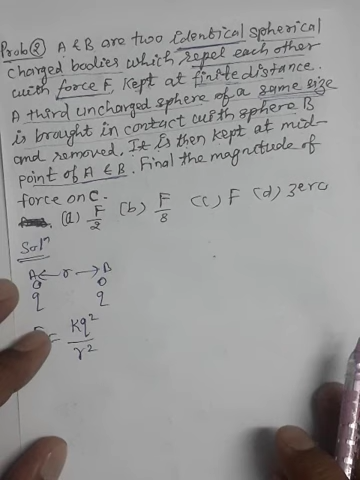 Prob② A & B are two identical spherical
charged bodies which repel each other
with force F kept at finite distance.
A third uncharged sphere of a same size
is brought in contact with sphere B
and removed. It is then kept at mid-
point of A & B. Final the magnitude of
force on C.
(a) F/2 (b) F/8 (c) F (d) zero
Solⁿ
A ← r → B
q q
= Kq²/r²